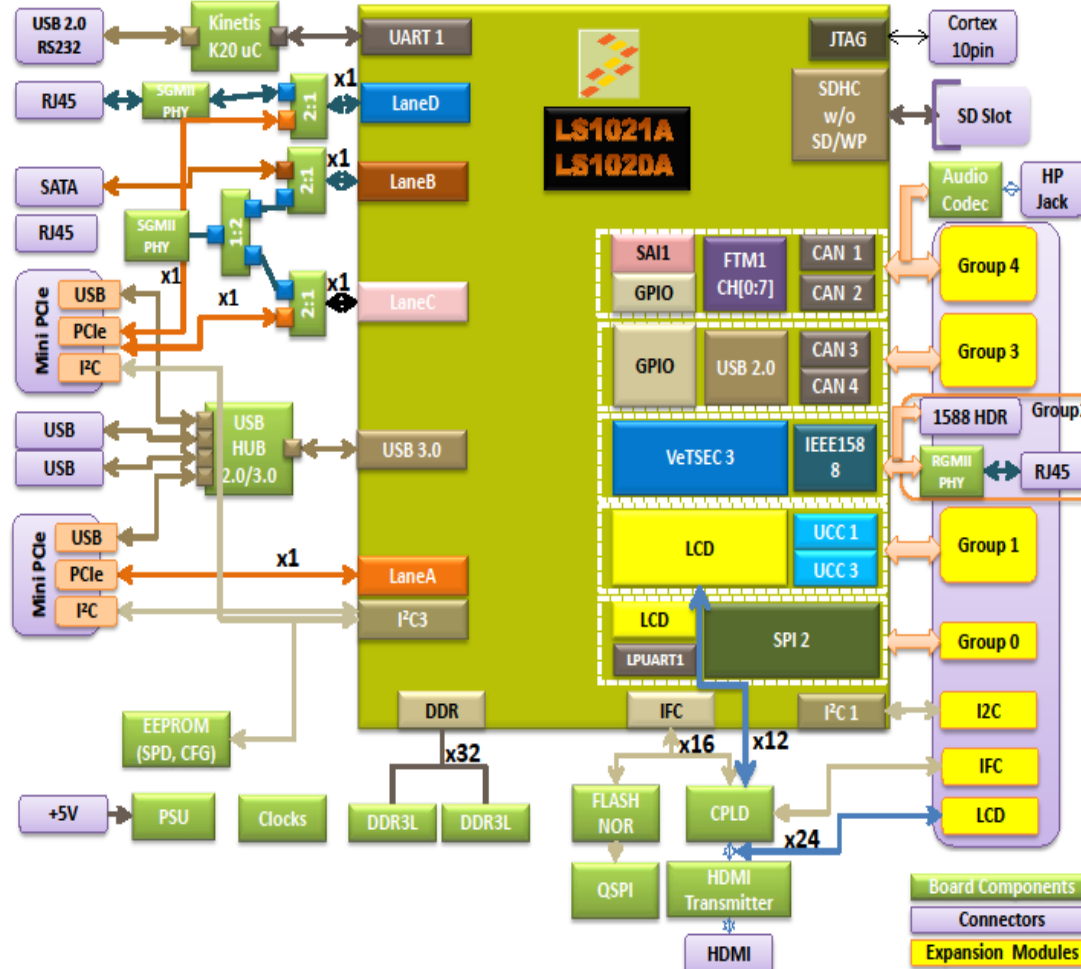 USB 2.0
RS232
Kinetis
K20 uC
UART 1
JTAG
Cortex
10pin
RJ45
SGMII
PHY
2:1
x1
LaneD
SDHC
w/o
SD/WP
SD Slot
LS1021A
LS1020A
SATA
2:1
x1
LaneB
Audio
Codec
HP
Jack
RJ45
SGMII
PHY
1:2
x1
x1
2:1
x1
LaneC
SAI1
GPIO
FTM1
CH[0:7]
CAN 1
CAN 2
Group 4
Mini PCIe
USB
PCIe
I²C
GPIO
USB 2.0
CAN 3
CAN 4
Group 3
USB
USB
USB
HUB
2.0/3.0
USB 3.0
VeTSEC 3
IEEE158
8
1588 HDR
RGMII
PHY
RJ45
Mini PCIe
USB
PCIe
I²C
x1
LaneA
I²C3
LCD
UCC 1
UCC 3
Group 1
LCD
LPUART1
SPI 2
Group 0
DDR
IFC
I²C 1
I2C
EEPROM
(SPD, CFG)
x32
x16
x12
IFC
+5V
PSU
Clocks
DDR3L
DDR3L
FLASH
NOR
CPLD
LCD
x24
QSPI
HDMI
Transmitter
HDMI
Board Components
Connectors
Expansion Modules